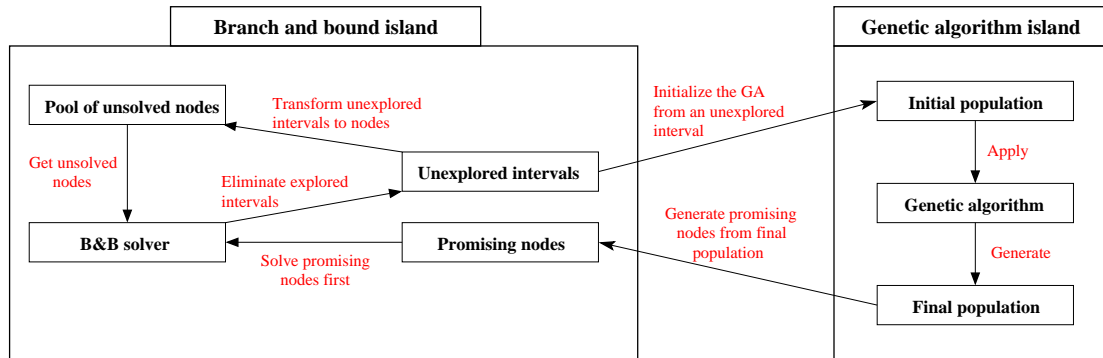 Branch and bound island
Genetic algorithm island
Pool of unsolved nodes
Transform unexplored
intervals to nodes
Initialize the GA
from an unexplored
interval
Initial population
Get unsolved
nodes
Unexplored intervals
Apply
Eliminate explored
intervals
Genetic algorithm
Generate promising
nodes from final
population
B&B solver
Promising nodes
Solve promising
nodes first
Generate
Final population